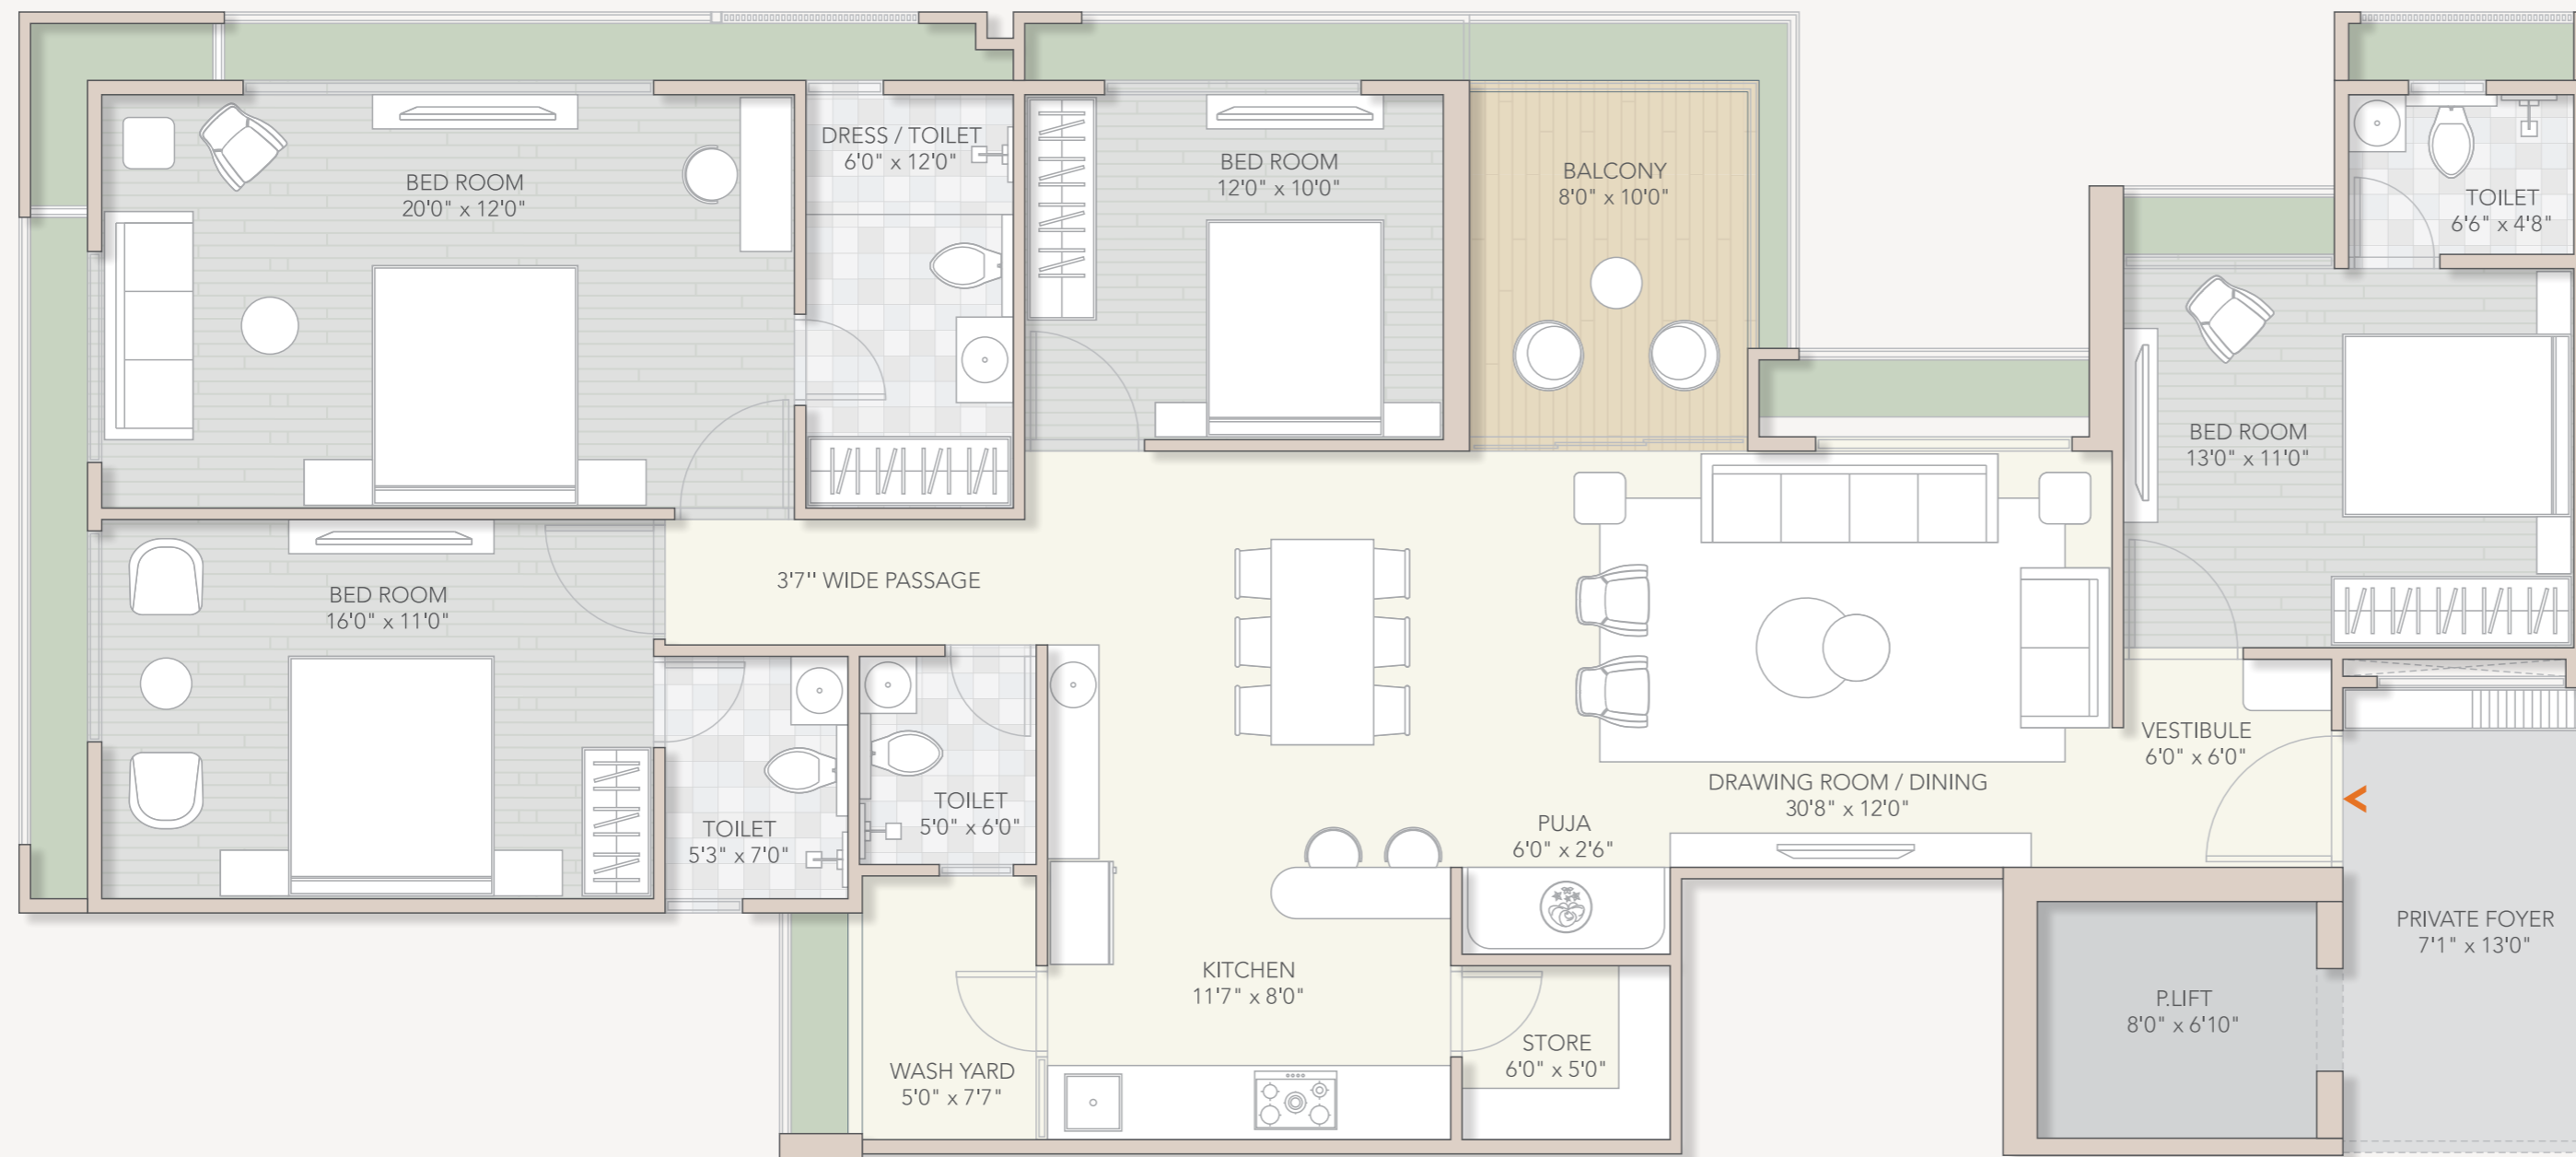 DRESS / TOILET
6'0" x 12'0"
BED ROOM
20'0" x 12'0"
BED ROOM
12'0" x 10'0"
BALCONY
8'0" x 10'0"
TOILET
6'6" x 4'8"
BED ROOM
13'0" x 11'0"
3'7'' WIDE PASSAGE
BED ROOM
16'0" x 11'0"
VESTIBULE
6'0" x 6'0"
DRAWING ROOM / DINING
30'8" x 12'0"
TOILET
5'3" x 7'0"
TOILET
5'0" x 6'0"
PUJA
6'0" x 2'6"
PRIVATE FOYER
7'1" x 13'0"
KITCHEN
11'7" x 8'0"
P.LIFT
8'0" x 6'10"
STORE
6'0" x 5'0"
WASH YARD
5'0" x 7'7"